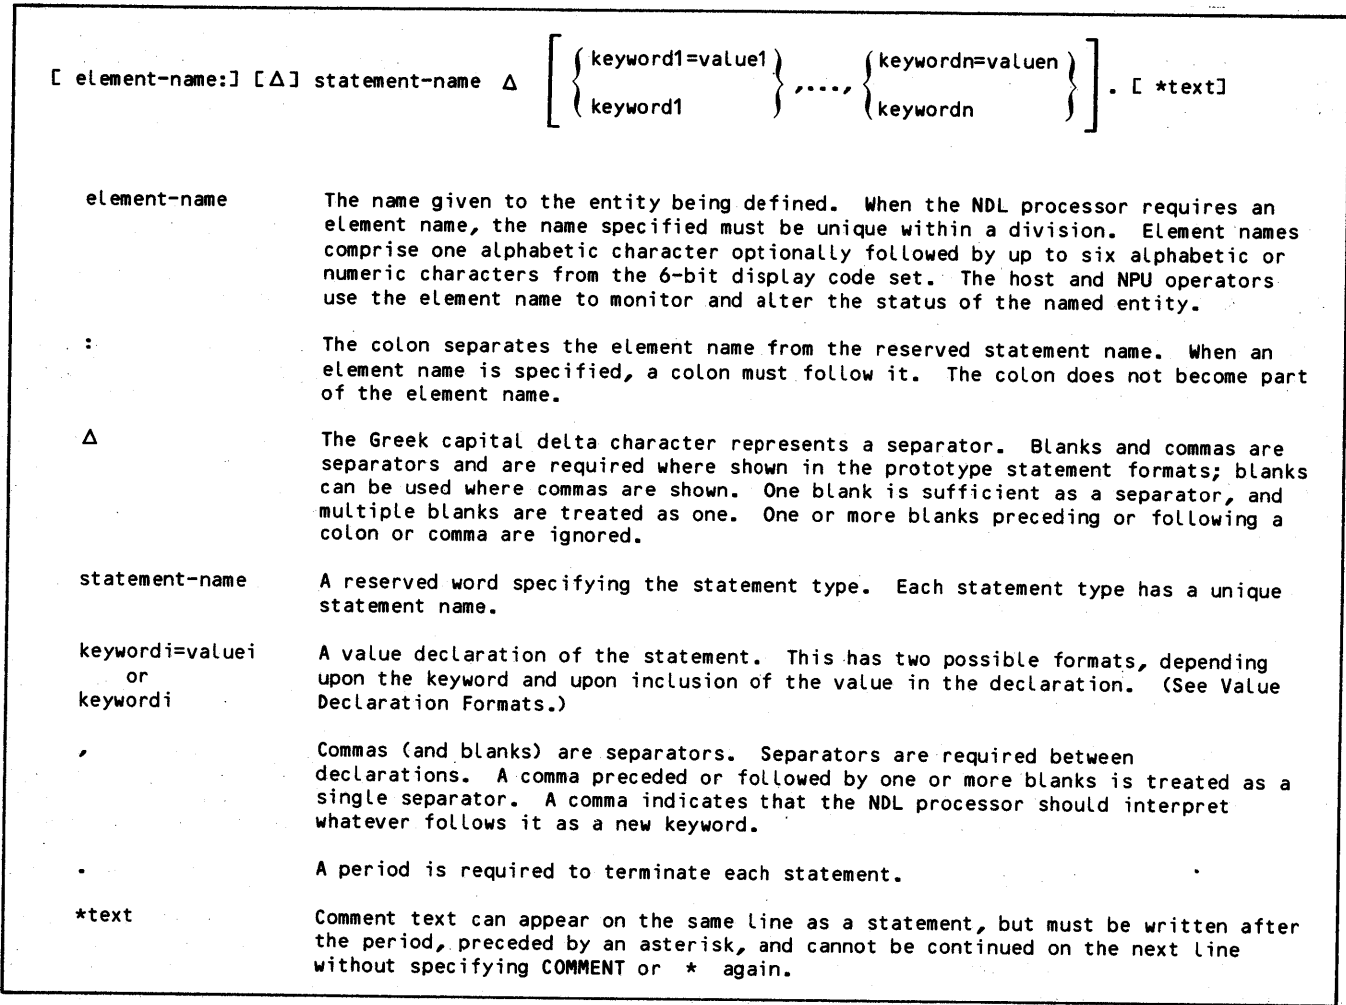 keyword1=value1 keywordn=valuen
[ element-name:] [Δ] statement-name Δ [ { } ,...., { } ] . [ *text]
keyword1 keywordn
element-name The name given to the entity being defined. When the NDL processor requires an
element name, the name specified must be unique within a division. Element names
comprise one alphabetic character optionally followed by up to six alphabetic or
numeric characters from the 6-bit display code set. The host and NPU operators
use the element name to monitor and alter the status of the named entity.
: The colon separates the element name from the reserved statement name. When an
element name is specified, a colon must follow it. The colon does not become part
of the element name.
Δ The Greek capital delta character represents a separator. Blanks and commas are
separators and are required where shown in the prototype statement formats; blanks
can be used where commas are shown. One blank is sufficient as a separator, and
multiple blanks are treated as one. One or more blanks preceding or following a
colon or comma are ignored.
statement-name A reserved word specifying the statement type. Each statement type has a unique
statement name.
keywordi=valuei A value declaration of the statement. This has two possible formats, depending
or upon the keyword and upon inclusion of the value in the declaration. (See Value
keywordi Declaration Formats.)
, Commas (and blanks) are separators. Separators are required between
declarations. A comma preceded or followed by one or more blanks is treated as a
single separator. A comma indicates that the NDL processor should interpret
whatever follows it as a new keyword.
. A period is required to terminate each statement.
*text Comment text can appear on the same line as a statement, but must be written after
the period, preceded by an asterisk, and cannot be continued on the next line
without specifying COMMENT or * again.